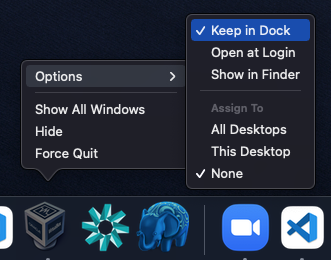 Options
Show All Windows
Hide
Force Quit
Keep in Dock
Open at Login
Show in Finder
Assign To
All Desktops
This Desktop
None